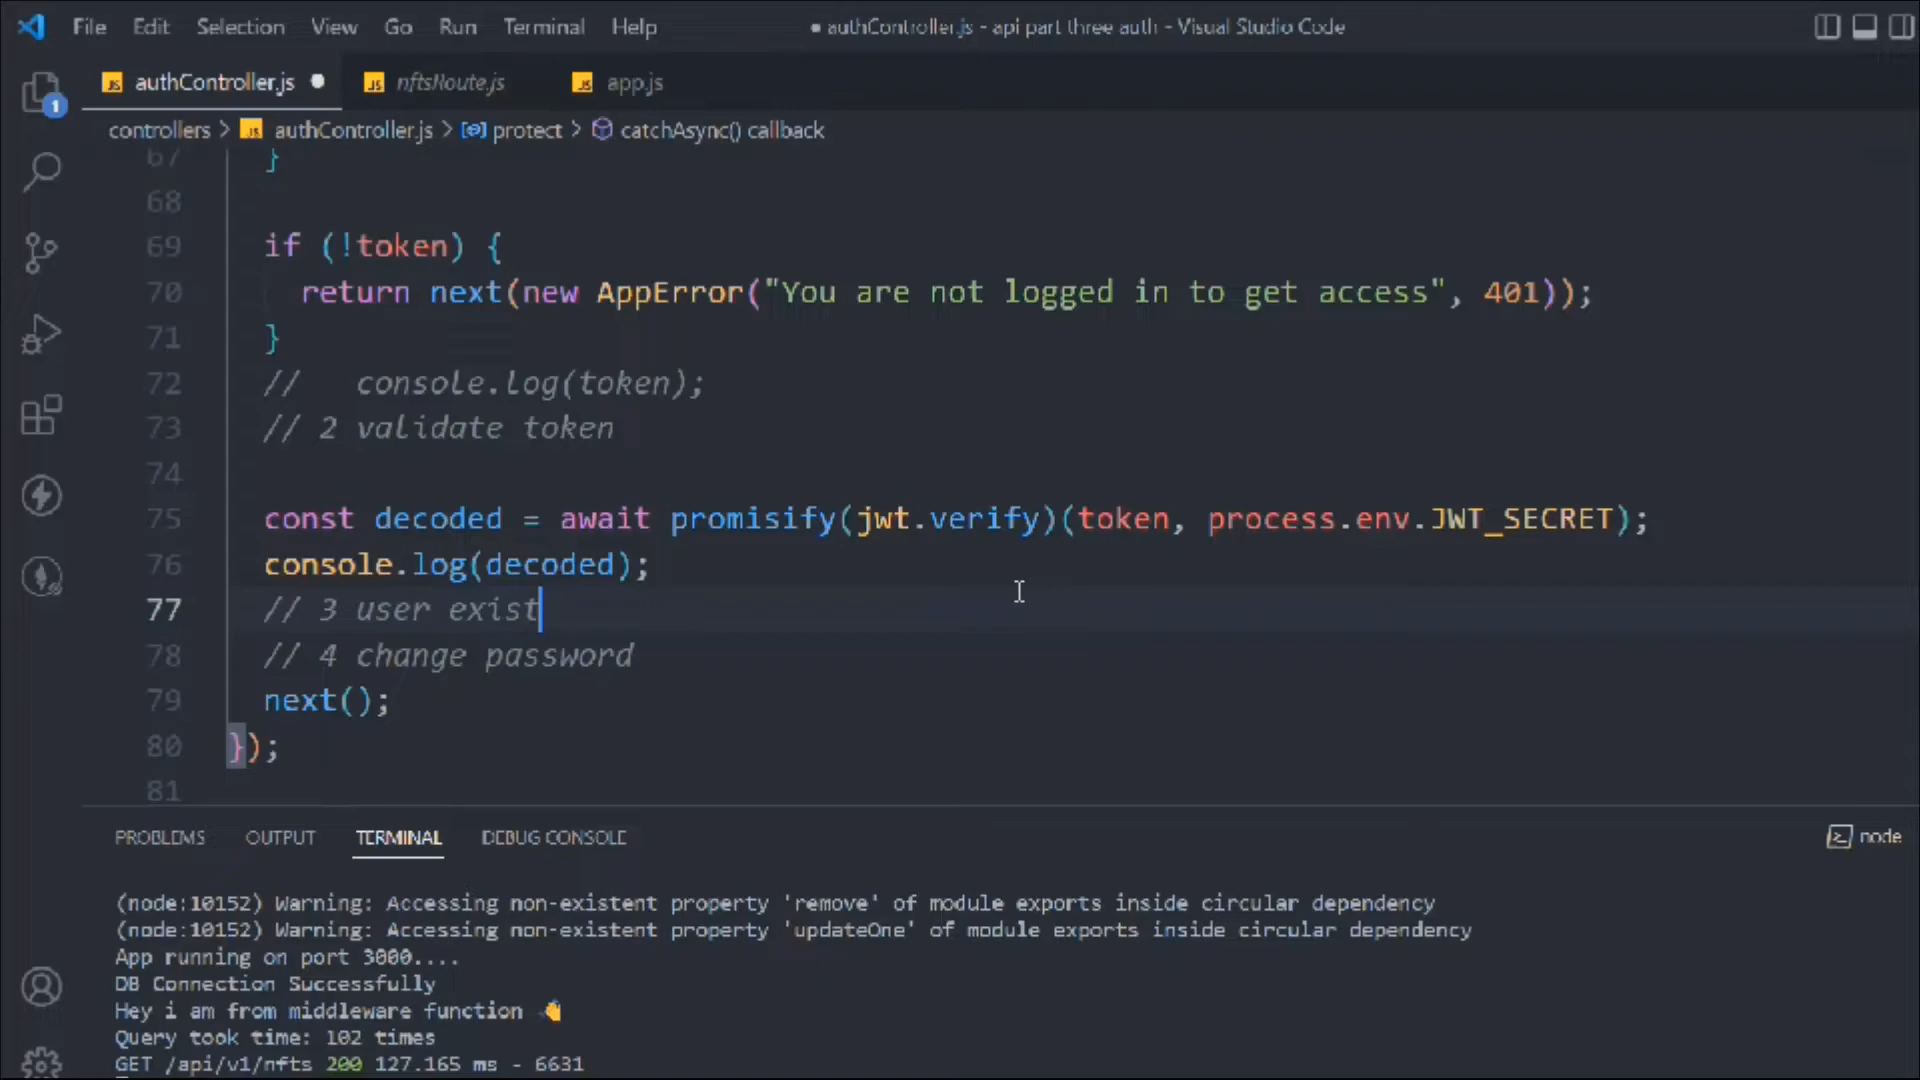 File Edit Selection View Go Run Terminal Help ● authController.js - api part three auth - Visual Studio Code
JS authController.js ● JS nftsRoute.js JS app.js
1
controllers > JS authController.js > protect > catchAsync() callback
67 }
68
69 if (!token) {
70 return next(new AppError("You are not logged in to get access", 401));
71 }
72 // console.log(token);
73 // 2 validate token
74
75 const decoded = await promisify(jwt.verify)(token, process.env.JWT_SECRET);
76 console.log(decoded);
77 // 3 user exist
78 // 4 change password
79 next();
80 });
81
PROBLEMS OUTPUT TERMINAL DEBUG CONSOLE node
(node:10152) Warning: Accessing non-existent property 'remove' of module exports inside circular dependency
(node:10152) Warning: Accessing non-existent property 'updateOne' of module exports inside circular dependency
App running on port 3000....
DB Connection Successfully
Hey i am from middleware function 👋
Query took time: 102 times
GET /api/v1/nfts 200 127.165 ms - 6631